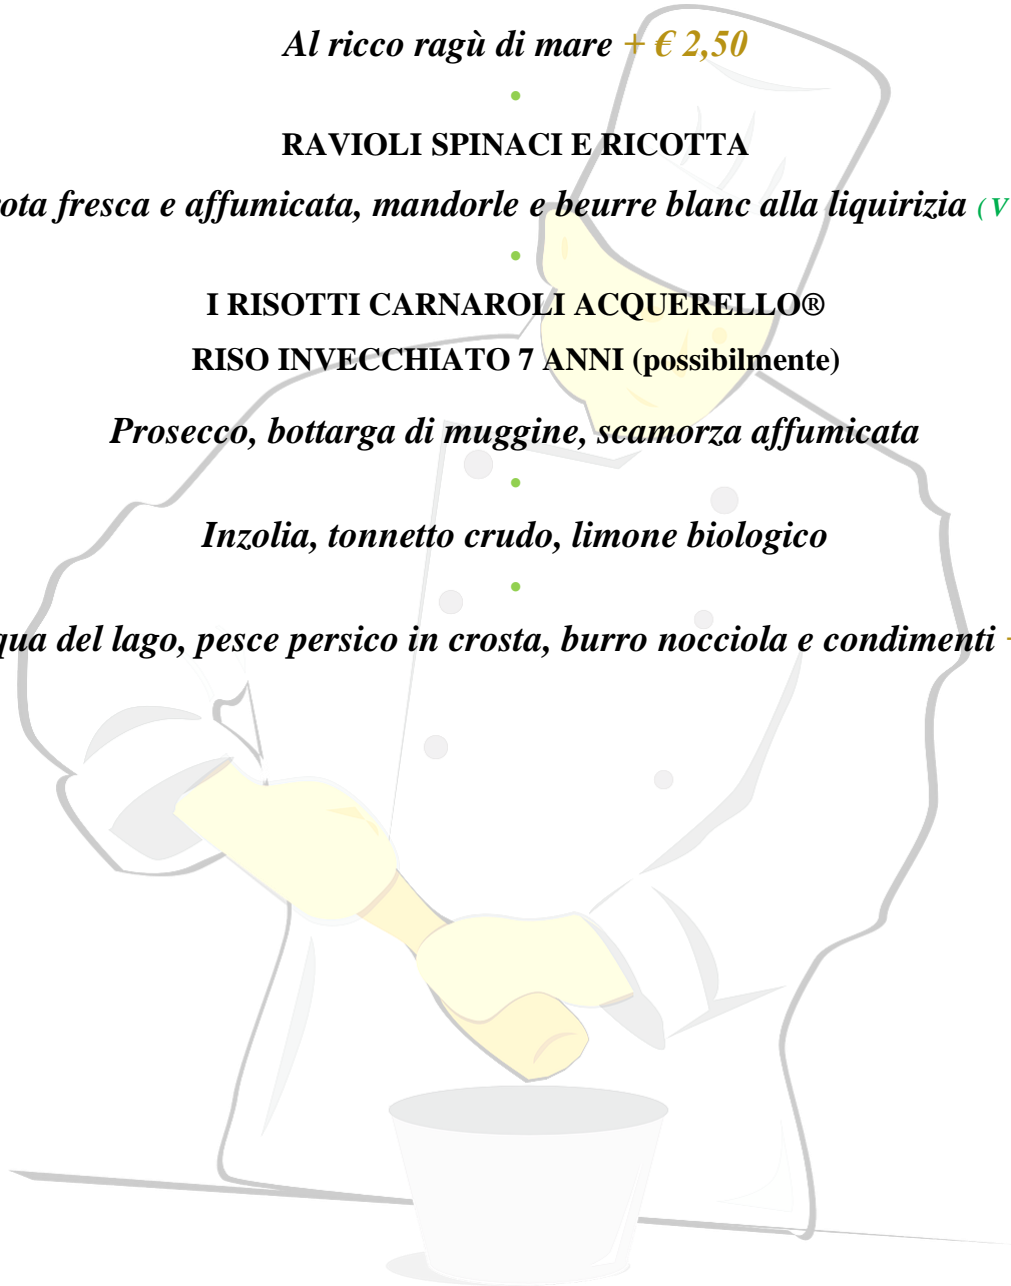 Al ricco ragù di mare + € 2,50
•
RAVIOLI SPINACI E RICOTTA
fresca e affumicata, mandorle e beurre blanc alla liquirizia ( V
•
I RISOTTI CARNAROLI ACQUERELLO®
RISO INVECCHIATO 7 ANNI (possibilmente)
Prosecco, bottarga di muggine, scamorza affumicata
•
Inzolia, tonnetto crudo, limone biologico
•
del lago, pesce persico in crosta, burro nocciola e condimenti